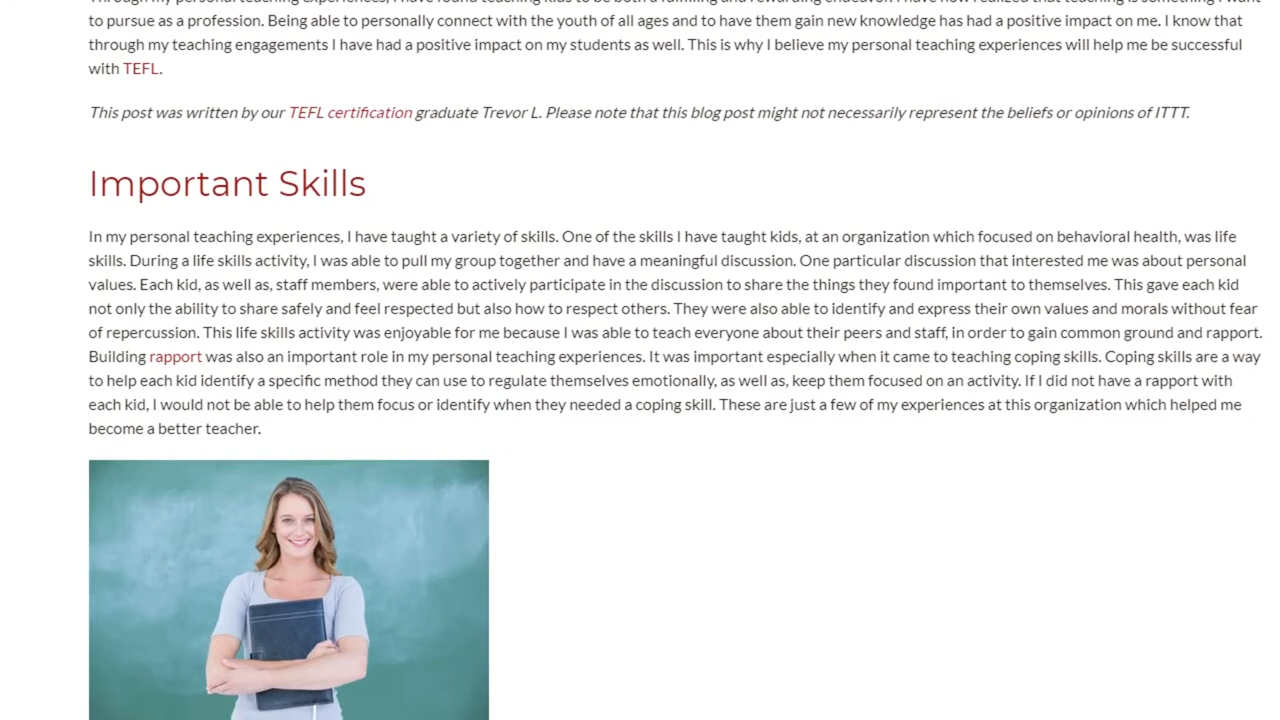 to pursue as a profession. Being able to personally connect with the youth of all ages and to have them gain new knowledge has had a positive impact on me. I know that
through my teaching engagements I have had a positive impact on my students as well. This is why I believe my personal teaching experiences will help me be successful
with TEFL.
This post was written by our TEFL certification graduate Trevor L. Please note that this blog post might not necessarily represent the beliefs or opinions of ITTT.
Important Skills
In my personal teaching experiences, I have taught a variety of skills. One of the skills I have taught kids, at an organization which focused on behavioral health, was life
skills. During a life skills activity, I was able to pull my group together and have a meaningful discussion. One particular discussion that interested me was about personal
values. Each kid, as well as, staff members, were able to actively participate in the discussion to share the things they found important to themselves. This gave each kid
not only the ability to share safely and feel respected but also how to respect others. They were also able to identify and express their own values and morals without fear
of repercussion. This life skills activity was enjoyable for me because I was able to teach everyone about their peers and staff, in order to gain common ground and rapport.
Building rapport was also an important role in my personal teaching experiences. It was important especially when it came to teaching coping skills. Coping skills are a way
to help each kid identify a specific method they can use to regulate themselves emotionally, as well as, keep them focused on an activity. If I did not have a rapport with
each kid, I would not be able to help them focus or identify when they needed a coping skill. These are just a few of my experiences at this organization which helped me
become a better teacher.